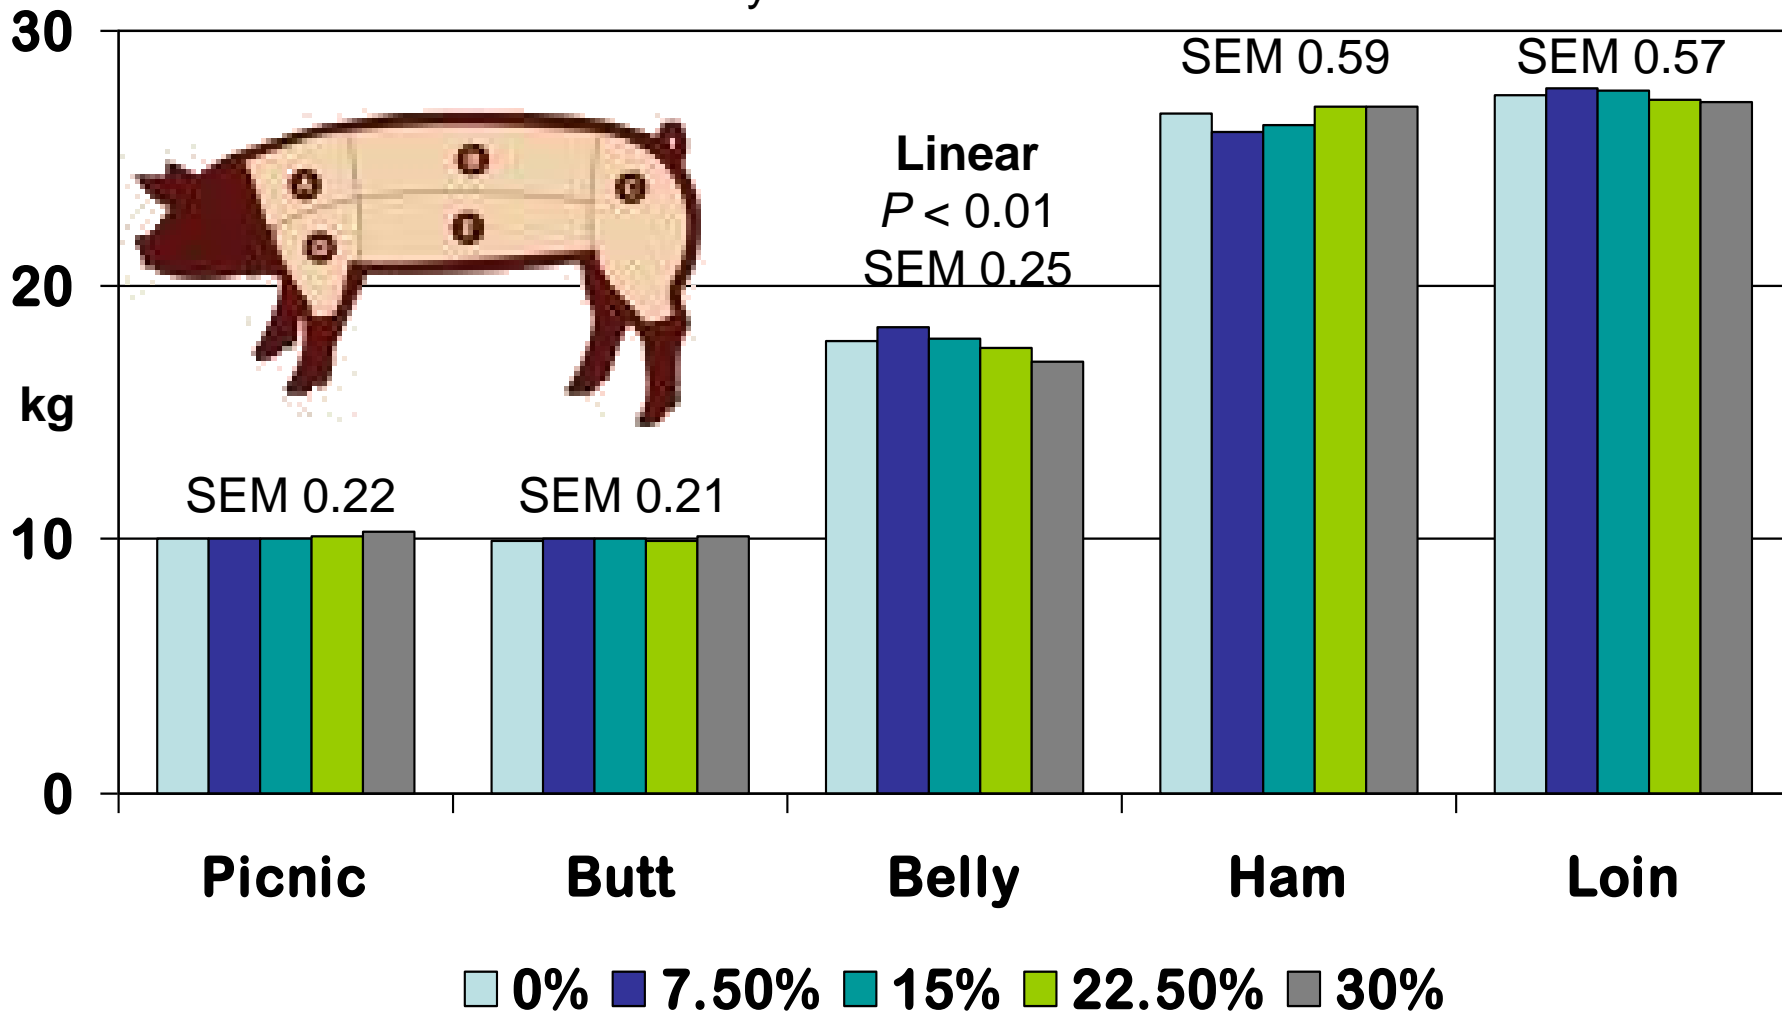 30
SEM 0.59 SEM 0.57
Linear
P < 0.01
SEM 0.25
20
kg
SEM 0.22 SEM 0.21
10
0
Picnic Butt Belly Ham Loin
0% 7.50% 15% 22.50% 30%